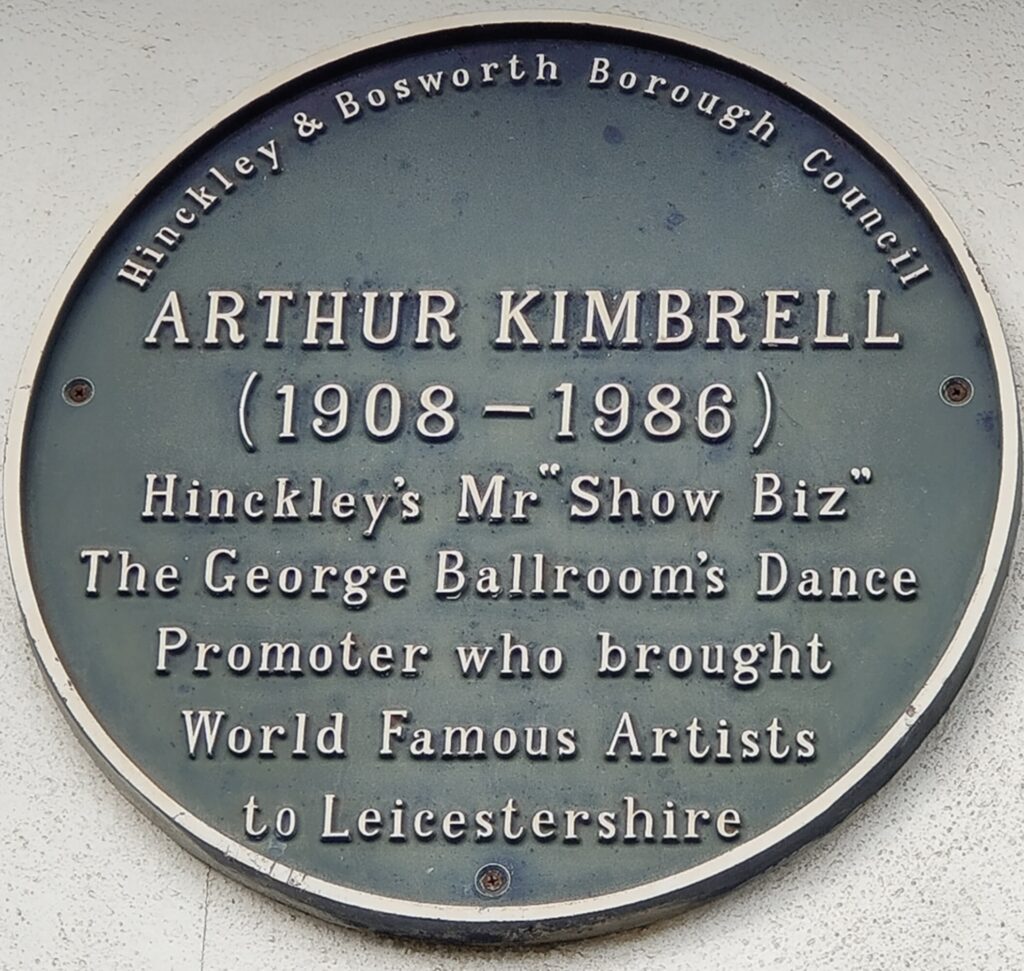 Hinckley & Bosworth Borough Council
ARTHUR KIMBRELL
(1908 – 1986)
Hinckley's Mr “Show Biz”
The George Ballroom's Dance
Promoter who brought
World Famous Artists
to Leicestershire